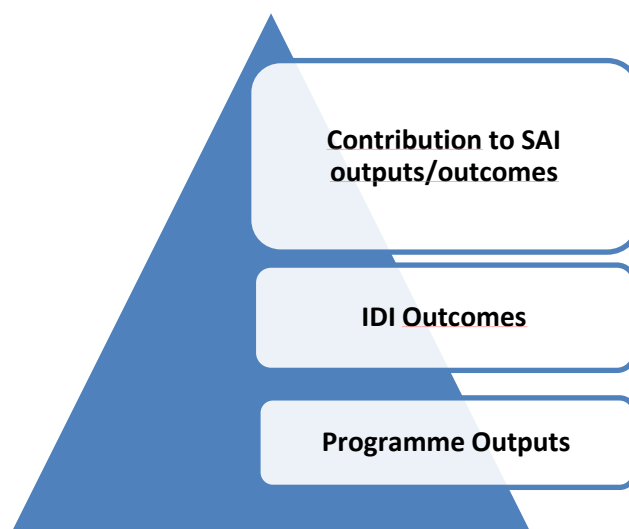 Contribution to SAI
outputs/outcomes
IDI Outcomes
Programme Outputs